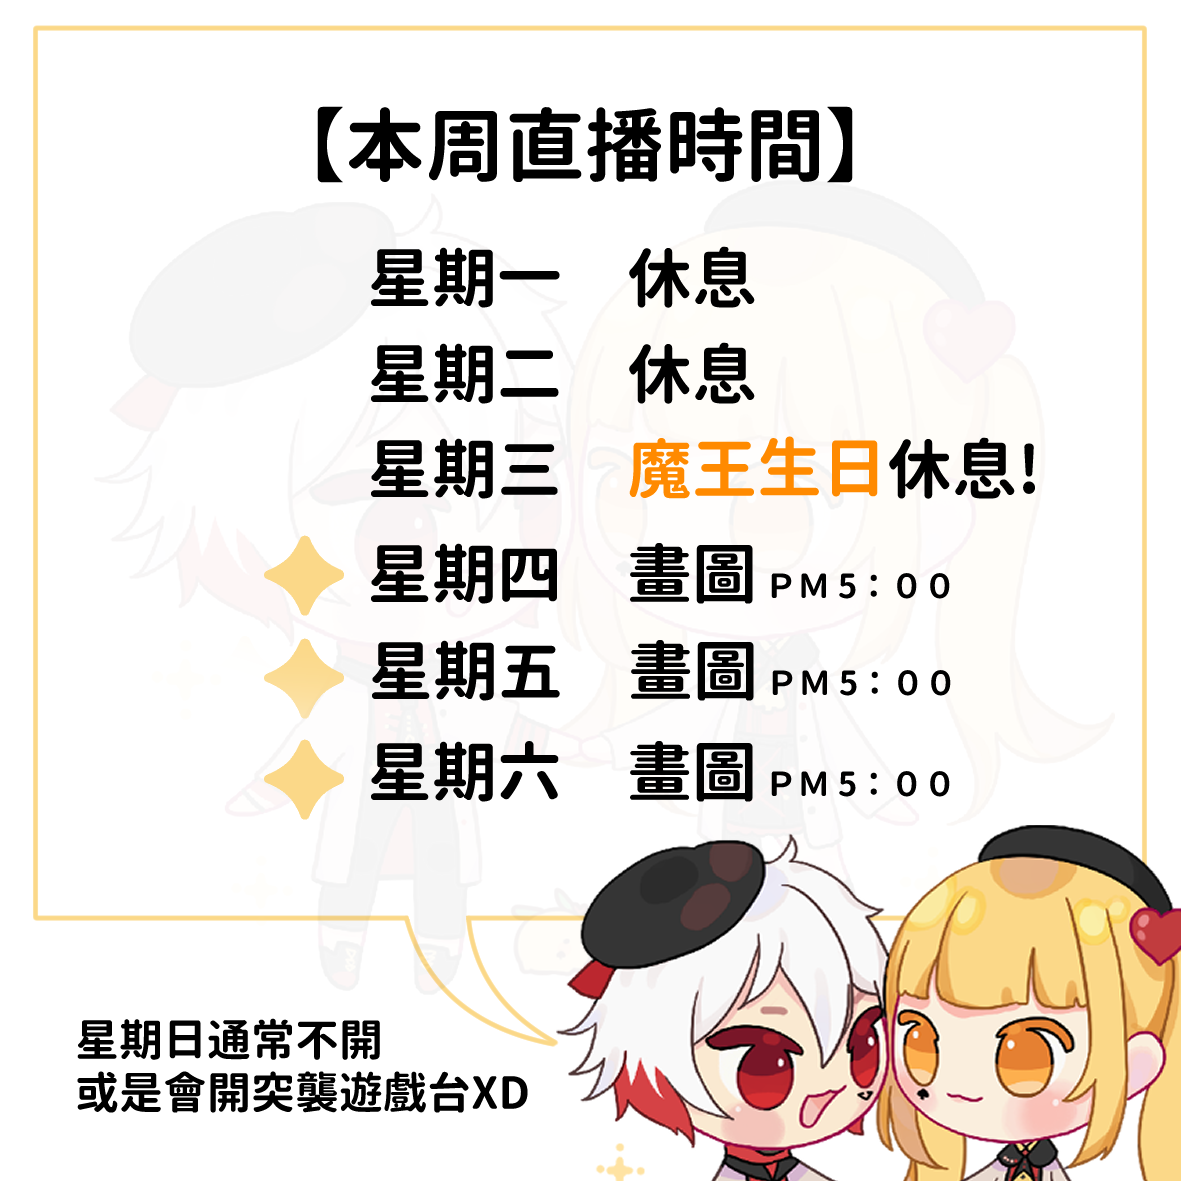 【本周直播時間】
星期一 休息
星期二 休息
星期三 魔王生日休息!
星期四 畫圖 PM5：00
星期五 畫圖 PM5：00
星期六 畫圖 PM5：00
星期日通常不開
或是會開突襲遊戲台XD